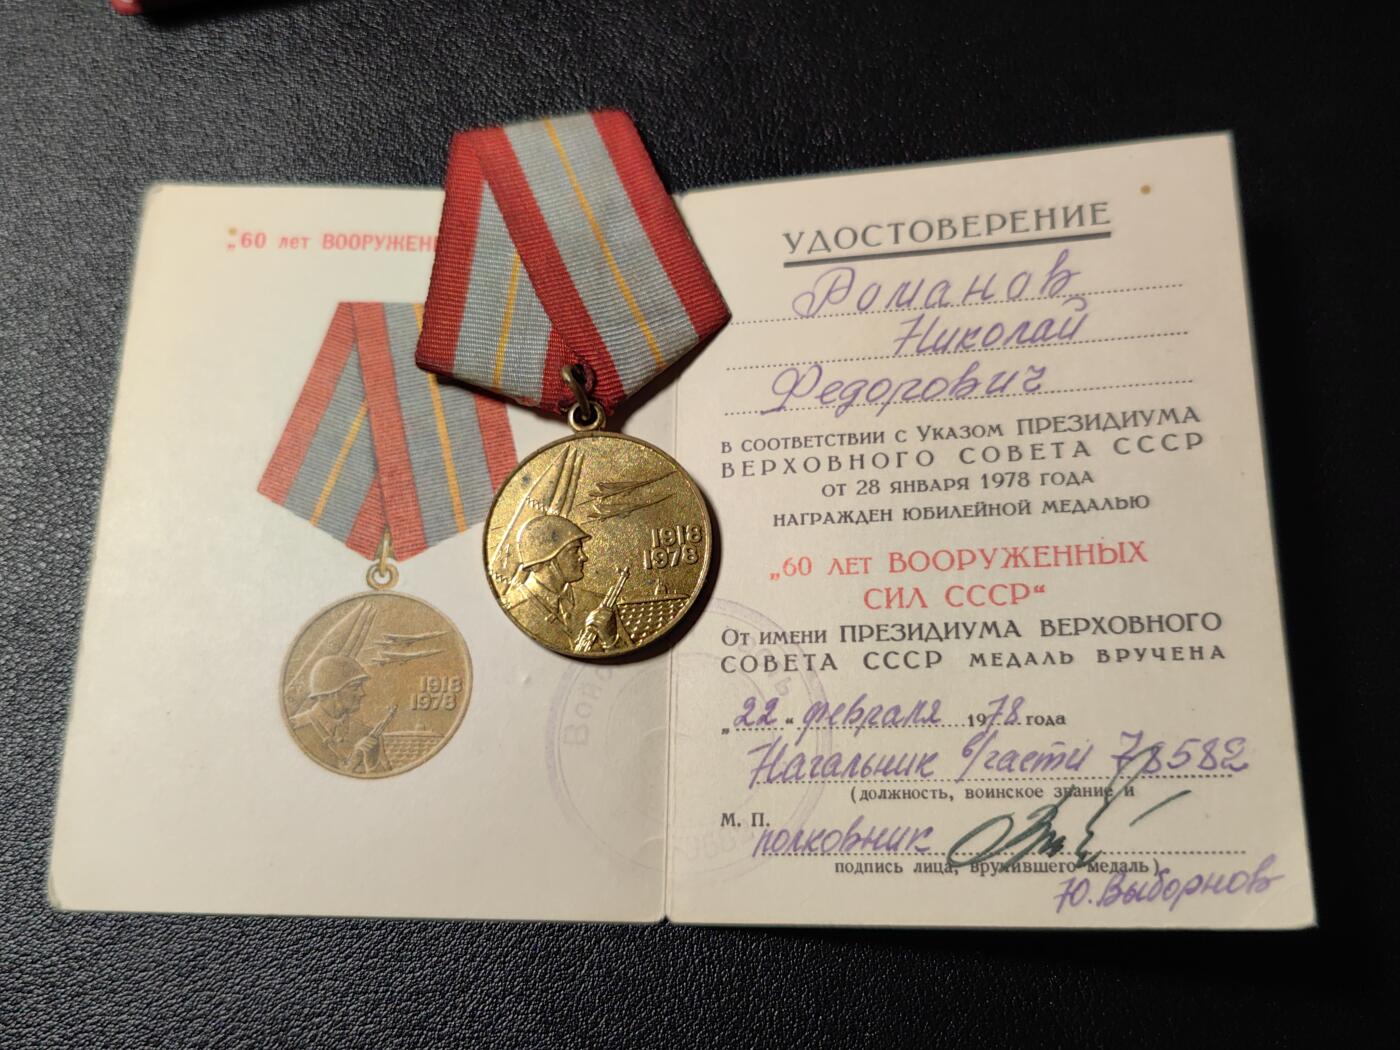 „60 лет ВООРУЖЕН
1918
1978
1918
1978
УДОСТОВЕРЕНИЕ
Романов
Николай
Федорович
в соответствии с Указом ПРЕЗИДИУМА
ВЕРХОВНОГО СОВЕТА СССР
от 28 января 1978 года
награжден юбилейной медалью
„60 лет ВООРУЖЕННЫХ
СИЛ СССР“
От имени ПРЕЗИДИУМА ВЕРХОВНОГО
СОВЕТА СССР медаль вручена
„22“ февраля 1978 года
Начальник в/части 78582
(должность, воинское звание и
М. П.
полковник
подпись лица, вручившего медаль)
Ю. Выборнов